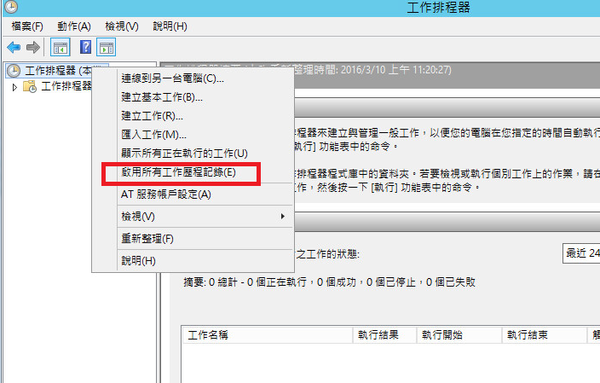 工作排程器
檔案(F) 動作(A) 檢視(V) 說明(H)
工作排程器 (本
重新整理時間: 2016/3/10 上午 11:20:27)
工作排程器
連線到另一台電腦(C)...
建立基本工作(B)...
建立工作(R)...
匯入工作(M)...
顯示所有正在執行的工作(U)
啟用所有工作歷程記錄(E)
AT 服務帳戶設定(A)
檢視(V)
重新整理(F)
說明(H)
排程器來建立與管理一般工作，以便您的電腦在您指定的時間自動執行
執行] 功能表中的命令。
排程器程式庫中的資料夾。若要檢視或執行個別工作上的作業，請在
工作，然後按一下 [執行] 功能表中的命令。
之工作的狀態:
最近 24
摘要: 0 總計 - 0 個正在執行，0 個成功，0 個已停止，0 個已失敗
工作名稱 執行結果 執行開始 執行結束